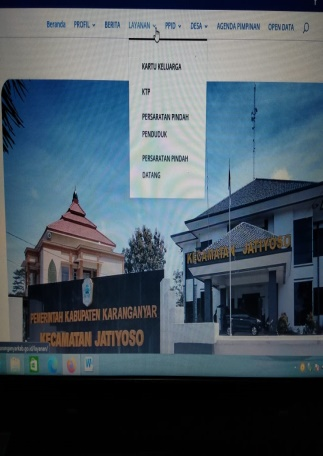 Beranda PROFIL BERITA LAYANAN PPID DESA AGENDA PIMPINAN OPEN DATA
KARTU KELUARGA
KTP
PERSARATAN PINDAH
PENDUDUK
PERSARATAN PINDAH
DATANG
KECAMATAN JATIYOSO
PEMERINTAH KABUPATEN KARANGANYAR
KECAMATAN JATIYOSO